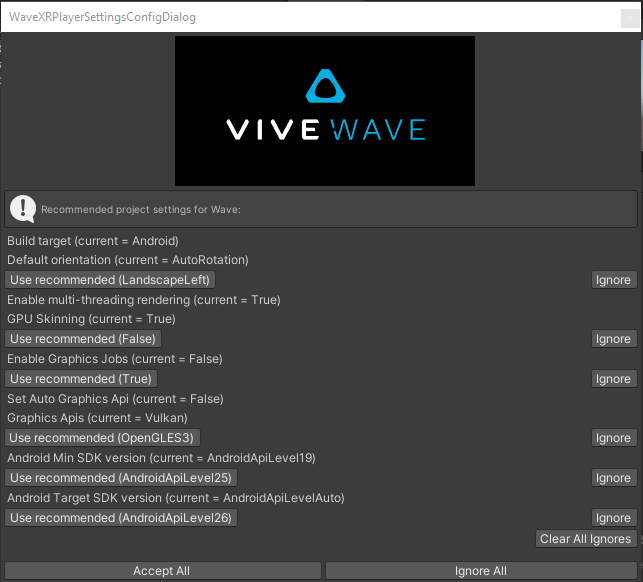 WaveXRPlayerSettingsConfigDialog
VIVE WAVE
Recommended project settings for Wave:
Build target (current = Android)
Default orientation (current = AutoRotation)
Use recommended (LandscapeLeft) Ignore
Enable multi-threading rendering (current = True)
GPU Skinning (current = True)
Use recommended (False) Ignore
Enable Graphics Jobs (current = False)
Use recommended (True) Ignore
Set Auto Graphics Api (current = False)
Graphics Apis (current = Vulkan)
Use recommended (OpenGLES3) Ignore
Android Min SDK version (current = AndroidApiLevel19)
Use recommended (AndroidApiLevel25) Ignore
Android Target SDK version (current = AndroidApiLevelAuto)
Use recommended (AndroidApiLevel26) Ignore
Clear All Ignores
Accept All Ignore All